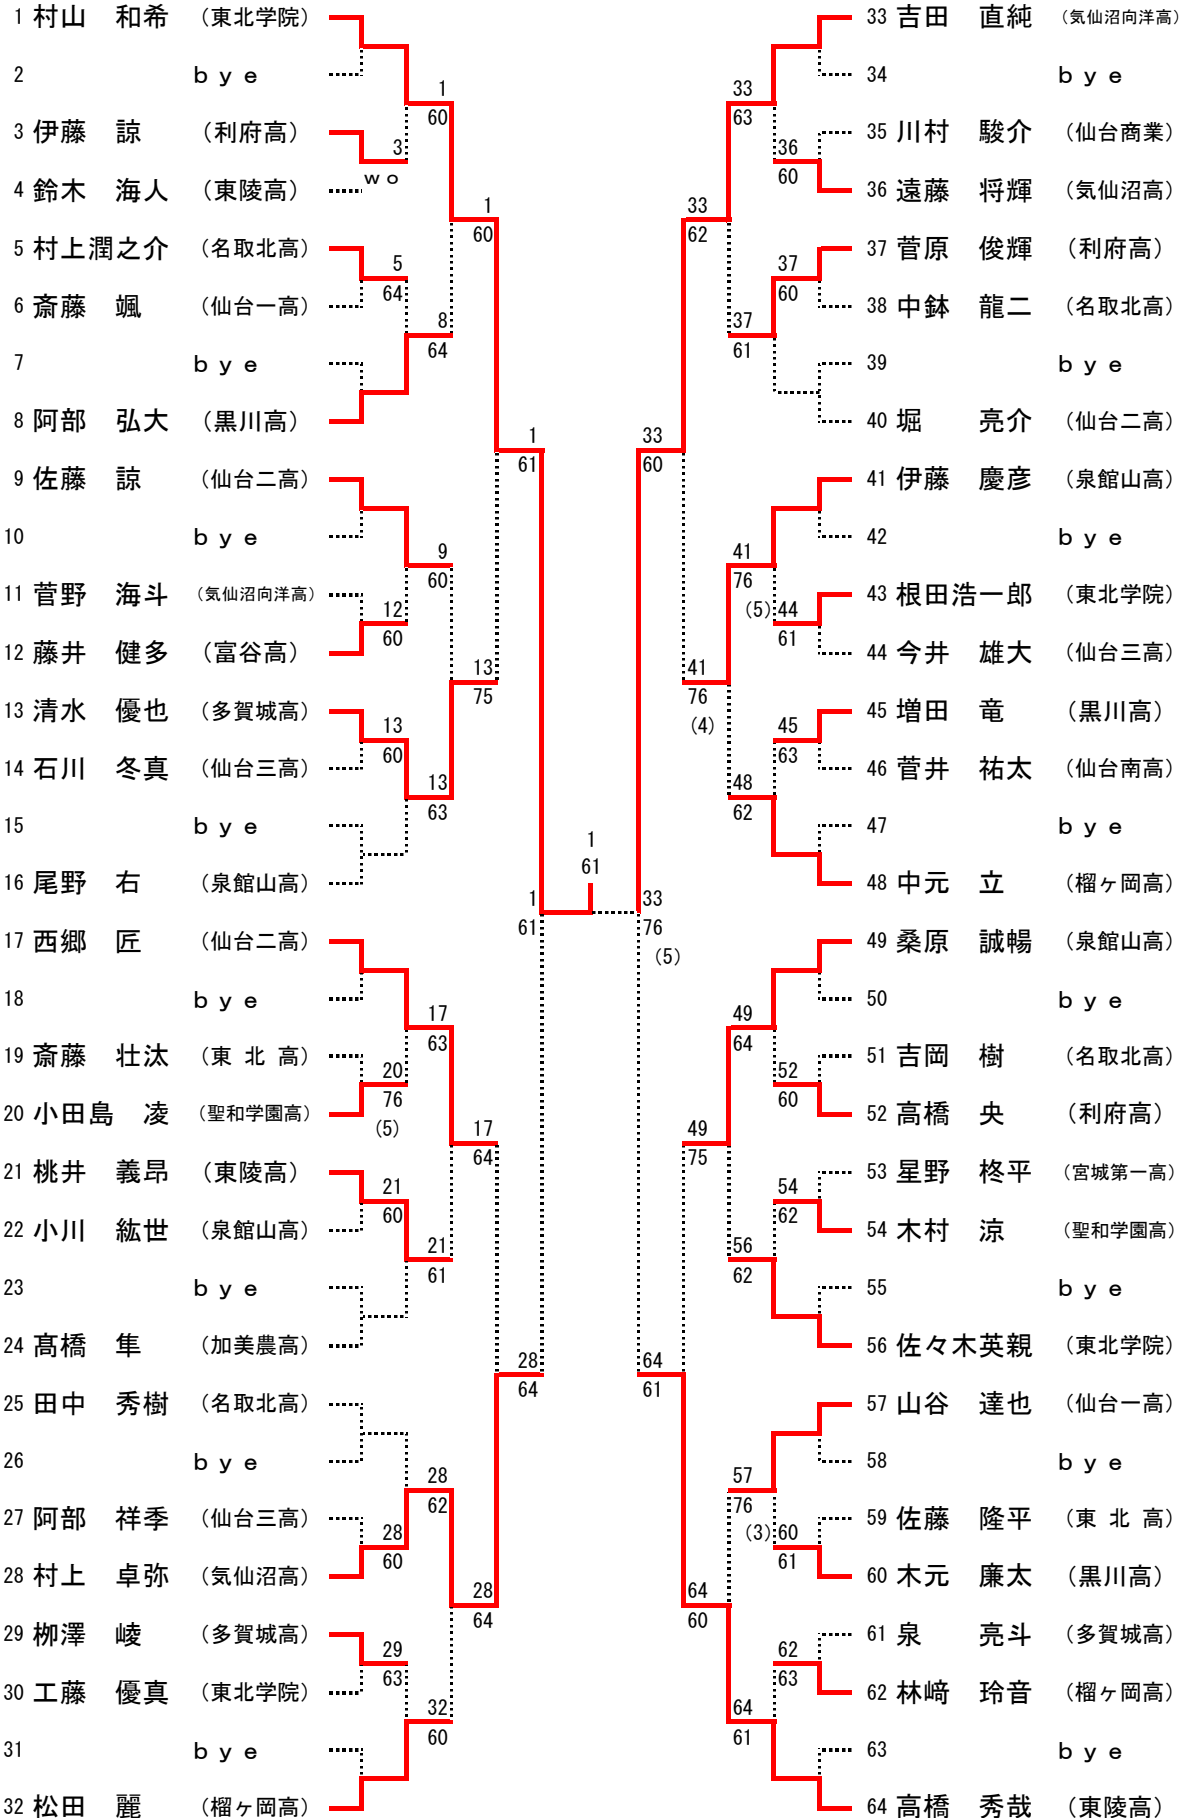 1 村山 和希 (東北学院)
2 bye
3 伊藤 諒 (利府高)
4 鈴木 海人 (東陵高)
5 村上潤之介 (名取北高)
6 斎藤 颯 (仙台一高)
7 bye
8 阿部 弘大 (黒川高)
9 佐藤 諒 (仙台二高)
10 bye
11 菅野 海斗 (気仙沼向洋高)
12 藤井 健多 (富谷高)
13 清水 優也 (多賀城高)
14 石川 冬真 (仙台三高)
15 bye
16 尾野 右 (泉館山高)
17 西郷 匠 (仙台二高)
18 bye
19 斎藤 壮汰 (東 北 高)
20 小田島 凌 (聖和学園高)
21 桃井 義昂 (東陵高)
22 小川 紘世 (泉館山高)
23 bye
24 髙橋 隼 (加美農高)
25 田中 秀樹 (名取北高)
26 bye
27 阿部 祥季 (仙台三高)
28 村上 卓弥 (気仙沼高)
29 栁澤 崚 (多賀城高)
30 工藤 優真 (東北学院)
31 bye
32 松田 麗 (榴ヶ岡高)
3
wo
5
64
12
60
13
60
20
76
(5)
21
60
28
60
29
63
1
60
8
64
9
60
13
63
17
63
21
61
28
62
32
60
1
60
13
75
17
64
28
64
1
61
28
64
1
61
1
61
33
76
(5)
33
60
64
61
33
62
41
76
(4)
49
75
64
60
33
63
37
61
41
76
(5)
48
62
49
64
56
62
57
76
(3)
64
61
36
60
37
60
44
61
45
63
52
60
54
62
60
61
62
63
33 吉田 直純 (気仙沼向洋高)
34 bye
35 川村 駿介 (仙台商業)
36 遠藤 将輝 (気仙沼高)
37 菅原 俊輝 (利府高)
38 中鉢 龍二 (名取北高)
39 bye
40 堀 亮介 (仙台二高)
41 伊藤 慶彦 (泉館山高)
42 bye
43 根田浩一郎 (東北学院)
44 今井 雄大 (仙台三高)
45 増田 竜 (黒川高)
46 菅井 祐太 (仙台南高)
47 bye
48 中元 立 (榴ヶ岡高)
49 桑原 誠暢 (泉館山高)
50 bye
51 吉岡 樹 (名取北高)
52 高橋 央 (利府高)
53 星野 柊平 (宮城第一高)
54 木村 涼 (聖和学園高)
55 bye
56 佐々木英親 (東北学院)
57 山谷 達也 (仙台一高)
58 bye
59 佐藤 隆平 (東 北 高)
60 木元 廉太 (黒川高)
61 泉 亮斗 (多賀城高)
62 林﨑 玲音 (榴ヶ岡高)
63 bye
64 高橋 秀哉 (東陵高)